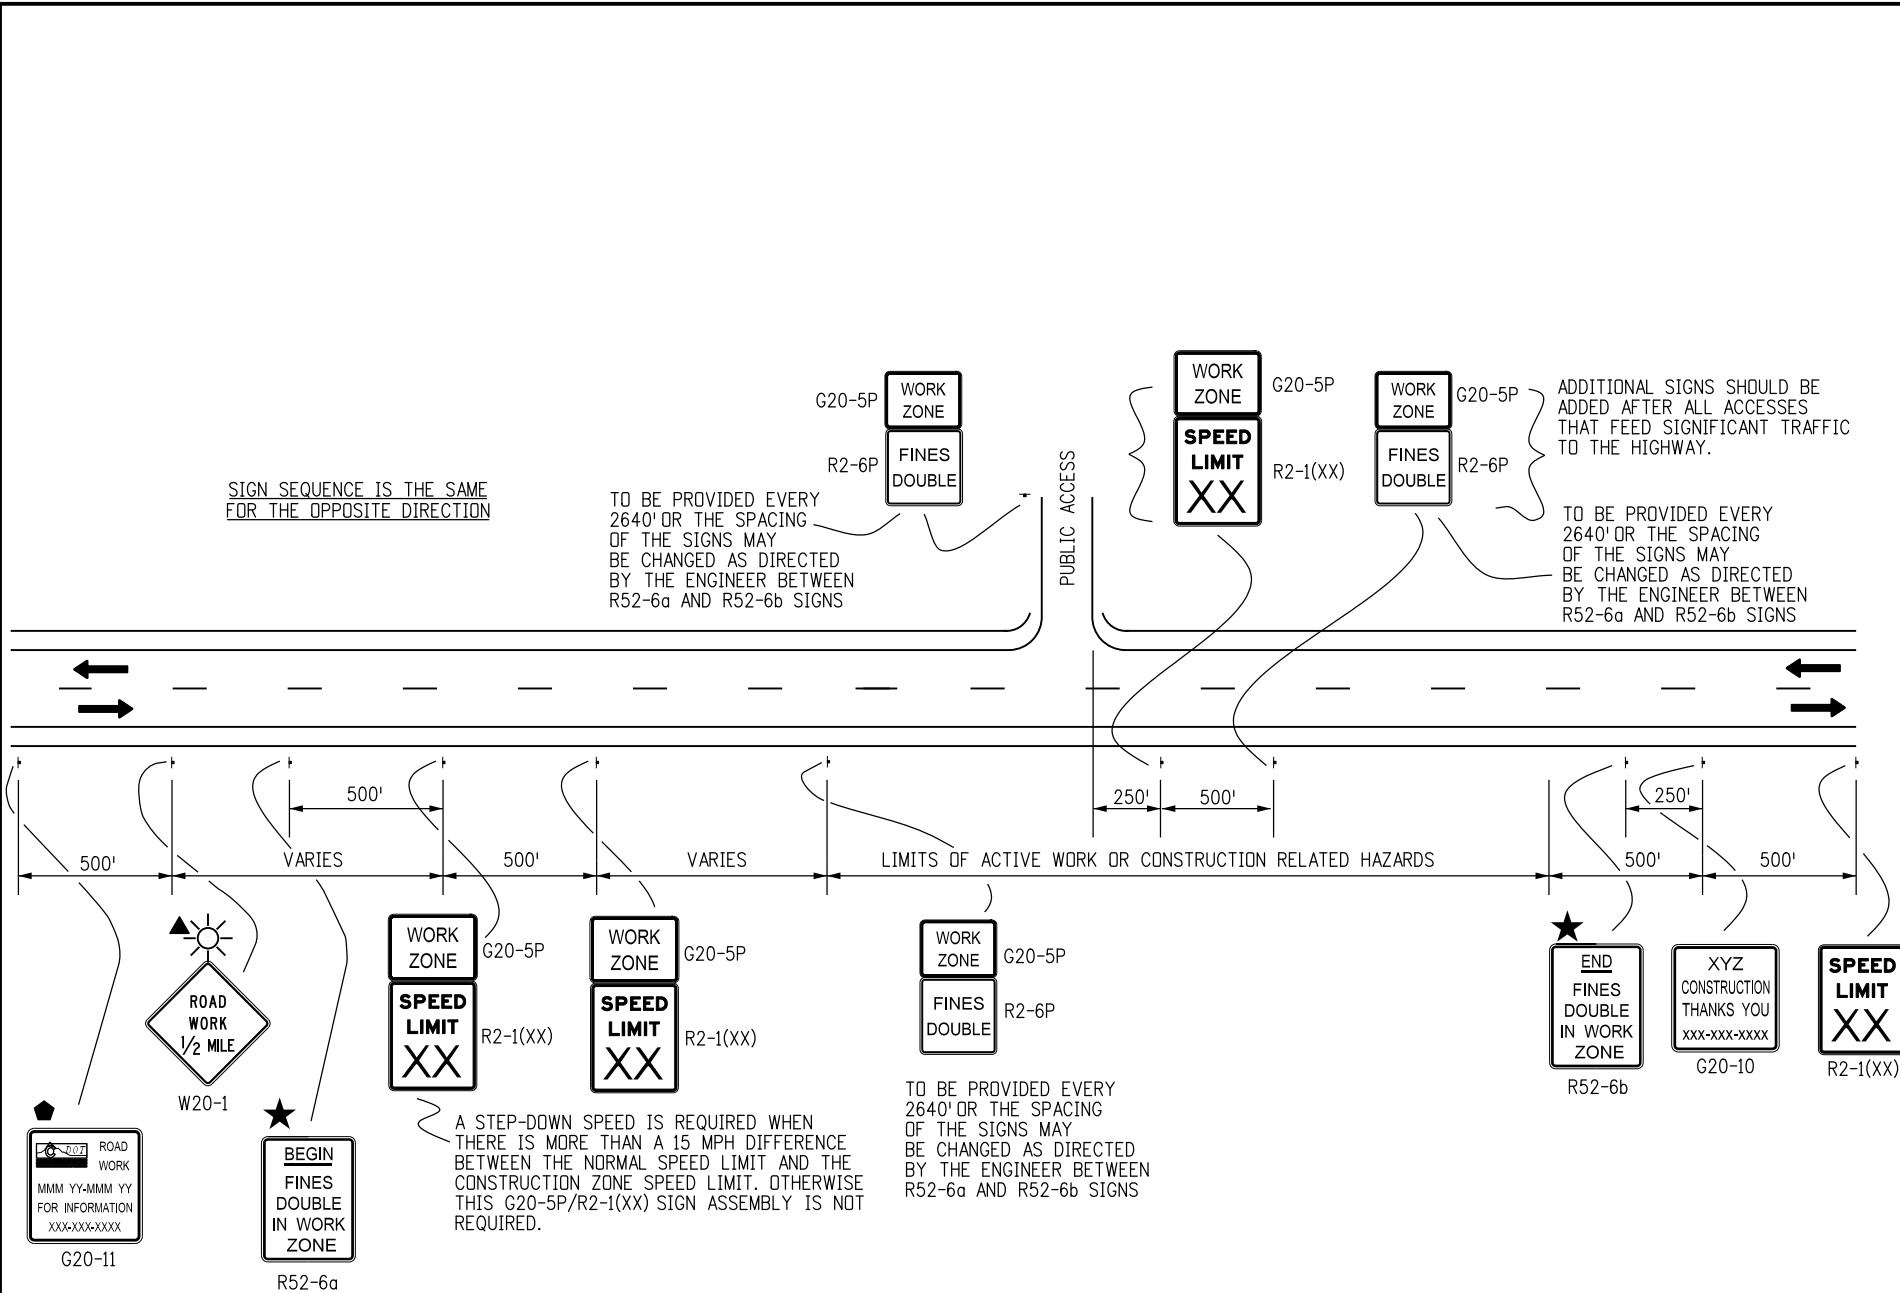 SIGN SEQUENCE IS THE SAME
FOR THE OPPOSITE DIRECTION
G20-5P
WORK
ZONE
R2-6P
FINES
DOUBLE
TO BE PROVIDED EVERY
2640' OR THE SPACING
OF THE SIGNS MAY
BE CHANGED AS DIRECTED
BY THE ENGINEER BETWEEN
R52-6a AND R52-6b SIGNS
PUBLIC ACCESS
WORK
ZONE
G20-5P
SPEED
LIMIT
XX
R2-1(XX)
WORK
ZONE
G20-5P
FINES
DOUBLE
R2-6P
ADDITIONAL SIGNS SHOULD BE
ADDED AFTER ALL ACCESSES
THAT FEED SIGNIFICANT TRAFFIC
TO THE HIGHWAY.
TO BE PROVIDED EVERY
2640' OR THE SPACING
OF THE SIGNS MAY
BE CHANGED AS DIRECTED
BY THE ENGINEER BETWEEN
R52-6a AND R52-6b SIGNS
500'
250'
500'
250'
500'
VARIES
500'
VARIES
LIMITS OF ACTIVE WORK OR CONSTRUCTION RELATED HAZARDS
500'
500'
ROAD
WORK
1/2 MILE
W20-1
WORK
ZONE
G20-5P
SPEED
LIMIT
XX
R2-1(XX)
WORK
ZONE
G20-5P
SPEED
LIMIT
XX
R2-1(XX)
WORK
ZONE
G20-5P
FINES
DOUBLE
R2-6P
END
FINES
DOUBLE
IN WORK
ZONE
R52-6b
XYZ
CONSTRUCTION
THANKS YOU
XXX-XXX-XXXX
G20-10
SPEED
LIMIT
XX
R2-1(XX)
DOT
ROAD
WORK
MMM YY-MMM YY
FOR INFORMATION
XXX-XXX-XXXX
G20-11
BEGIN
FINES
DOUBLE
IN WORK
ZONE
R52-6a
A STEP-DOWN SPEED IS REQUIRED WHEN
THERE IS MORE THAN A 15 MPH DIFFERENCE
BETWEEN THE NORMAL SPEED LIMIT AND THE
CONSTRUCTION ZONE SPEED LIMIT. OTHERWISE
THIS G20-5P/R2-1(XX) SIGN ASSEMBLY IS NOT
REQUIRED.
TO BE PROVIDED EVERY
2640' OR THE SPACING
OF THE SIGNS MAY
BE CHANGED AS DIRECTED
BY THE ENGINEER BETWEEN
R52-6a AND R52-6b SIGNS